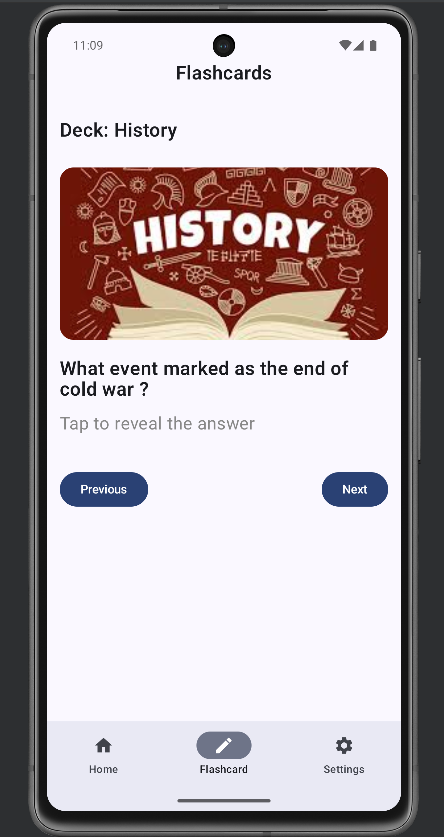 11:09
Flashcards
Deck: History
HISTORY
SPQR
What event marked as the end of
cold war ?
Tap to reveal the answer
Previous
Next
Home
Flashcard
Settings